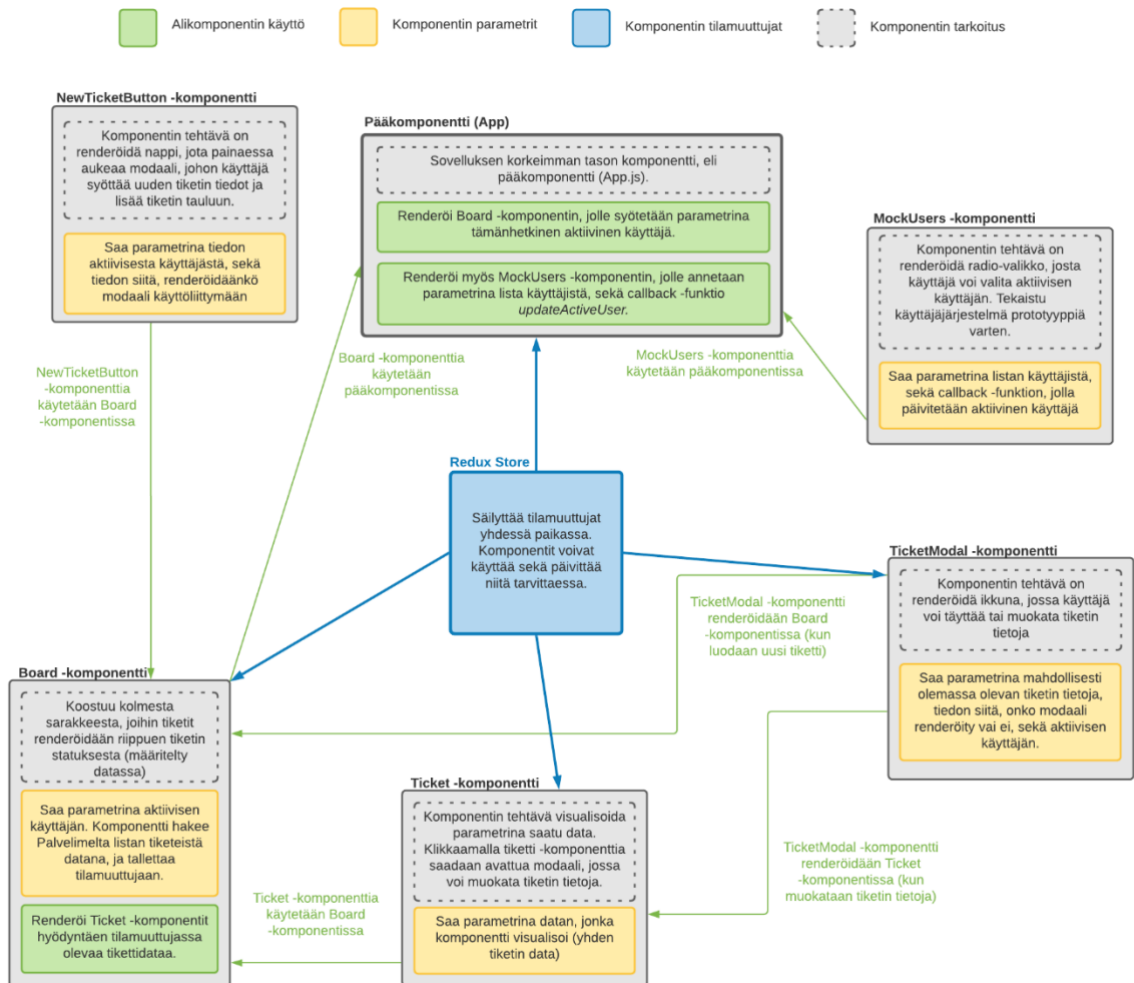 Alikomponentin käyttö
Komponentin parametrit
Komponentin tilamuuttujat
Komponentin tarkoitus
NewTicketButton -komponentti
Komponentin tehtävä on
renderöidä nappi, jota painaessa
aukeaa modaali, johon käyttäjä
syöttää uuden tiketin tiedot ja
lisää tiketin tauluun.
Saa parametrina tiedon
aktiivisesta käyttäjästä, sekä
tiedon siitä, renderöidäänkö
modaali käyttöliittymään
Pääkomponentti (App)
Sovelluksen korkeimman tason komponentti, eli
pääkomponentti (App.js).
Renderöi Board -komponentin, jolle syötetään parametrina
tämänhetkinen aktiivinen käyttäjä.
Renderöi myös MockUsers -komponentin, jolle annetaan
parametrina lista käyttäjistä, sekä callback -funktio
updateActiveUser.
MockUsers -komponentti
Komponentin tehtävä on
renderöidä radio-valikko, josta
käyttäjä voi valita aktiivisen
käyttäjän. Tekaistu
käyttäjäjärjestelmä prototyyppiä
varten.
Saa parametrina listan käyttäjistä,
sekä callback -funktion, jolla
päivitetään aktiivinen käyttäjä
NewTicketButton
-komponenttia
käytetään Board
-komponentissa
Board -komponenttia
käytetään
pääkomponentissa
MockUsers -komponenttia
käytetään pääkomponentissa
Redux Store
Säilyttää tilamuuttujat
yhdessä paikassa.
Komponentit voivat
käyttää sekä päivittää
niitä tarvittaessa.
TicketModal -komponentti
Komponentin tehtävä on
renderöidä ikkuna, jossa käyttäjä
voi täyttää tai muokata tiketin
tietoja
Saa parametrina mahdollisesti
olemassa olevan tiketin tietoja,
tiedon siitä, onko modaali
renderöity vai ei, sekä aktiivisen
käyttäjän.
TicketModal -komponentti
renderöidään Board
-komponentissa (kun
luodaan uusi tiketti)
Board -komponentti
Koostuu kolmesta
sarakkeesta, joihin tiketit
renderöidään riippuen tiketin
statuksesta (määritelty
datassa)
Saa parametrina aktiivisen
käyttäjän. Komponentti hakee
Palvelimelta listan tiketeistä
datana, ja tallettaa
tilamuuttujaan.
Renderöi Ticket -komponentit
hyödyntäen tilamuuttujassa
olevaa tikettidataa.
Ticket -komponenttia
käytetään Board
-komponentissa
Ticket -komponentti
Komponentin tehtävä visualisoida
parametrina saatu data.
Klikkaamalla tiketti -komponenttia
saadaan avattua modaali, jossa
voi muokata tiketin tietoja.
Saa parametrina datan, jonka
komponentti visualisoi (yhden
tiketin data)
TicketModal -komponentti
renderöidään Ticket
-komponentissa (kun
muokataan tiketin tietoja)